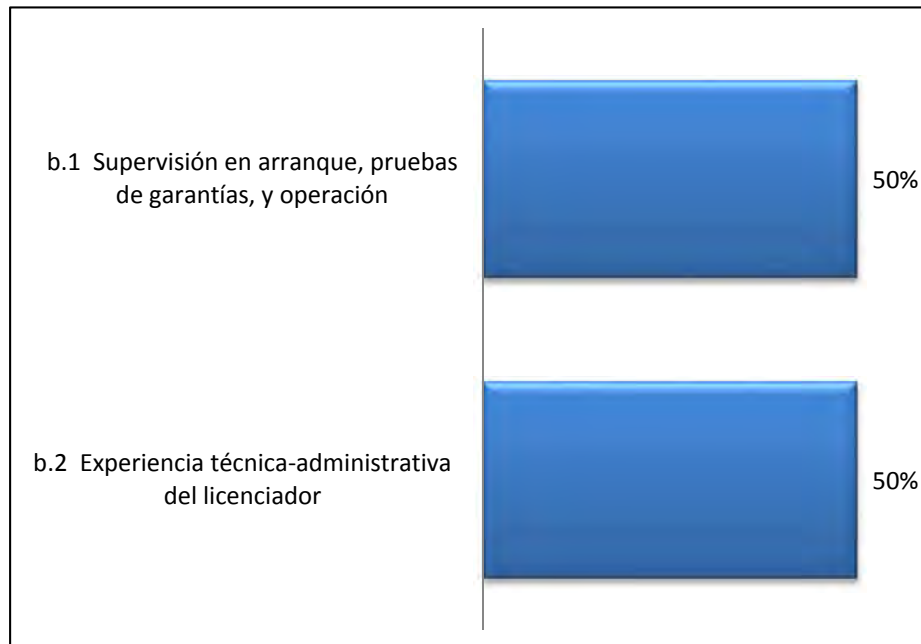 b.1 Supervisión en arranque, pruebas
de garantías, y operación
50%
b.2 Experiencia técnica-administrativa
del licenciador
50%